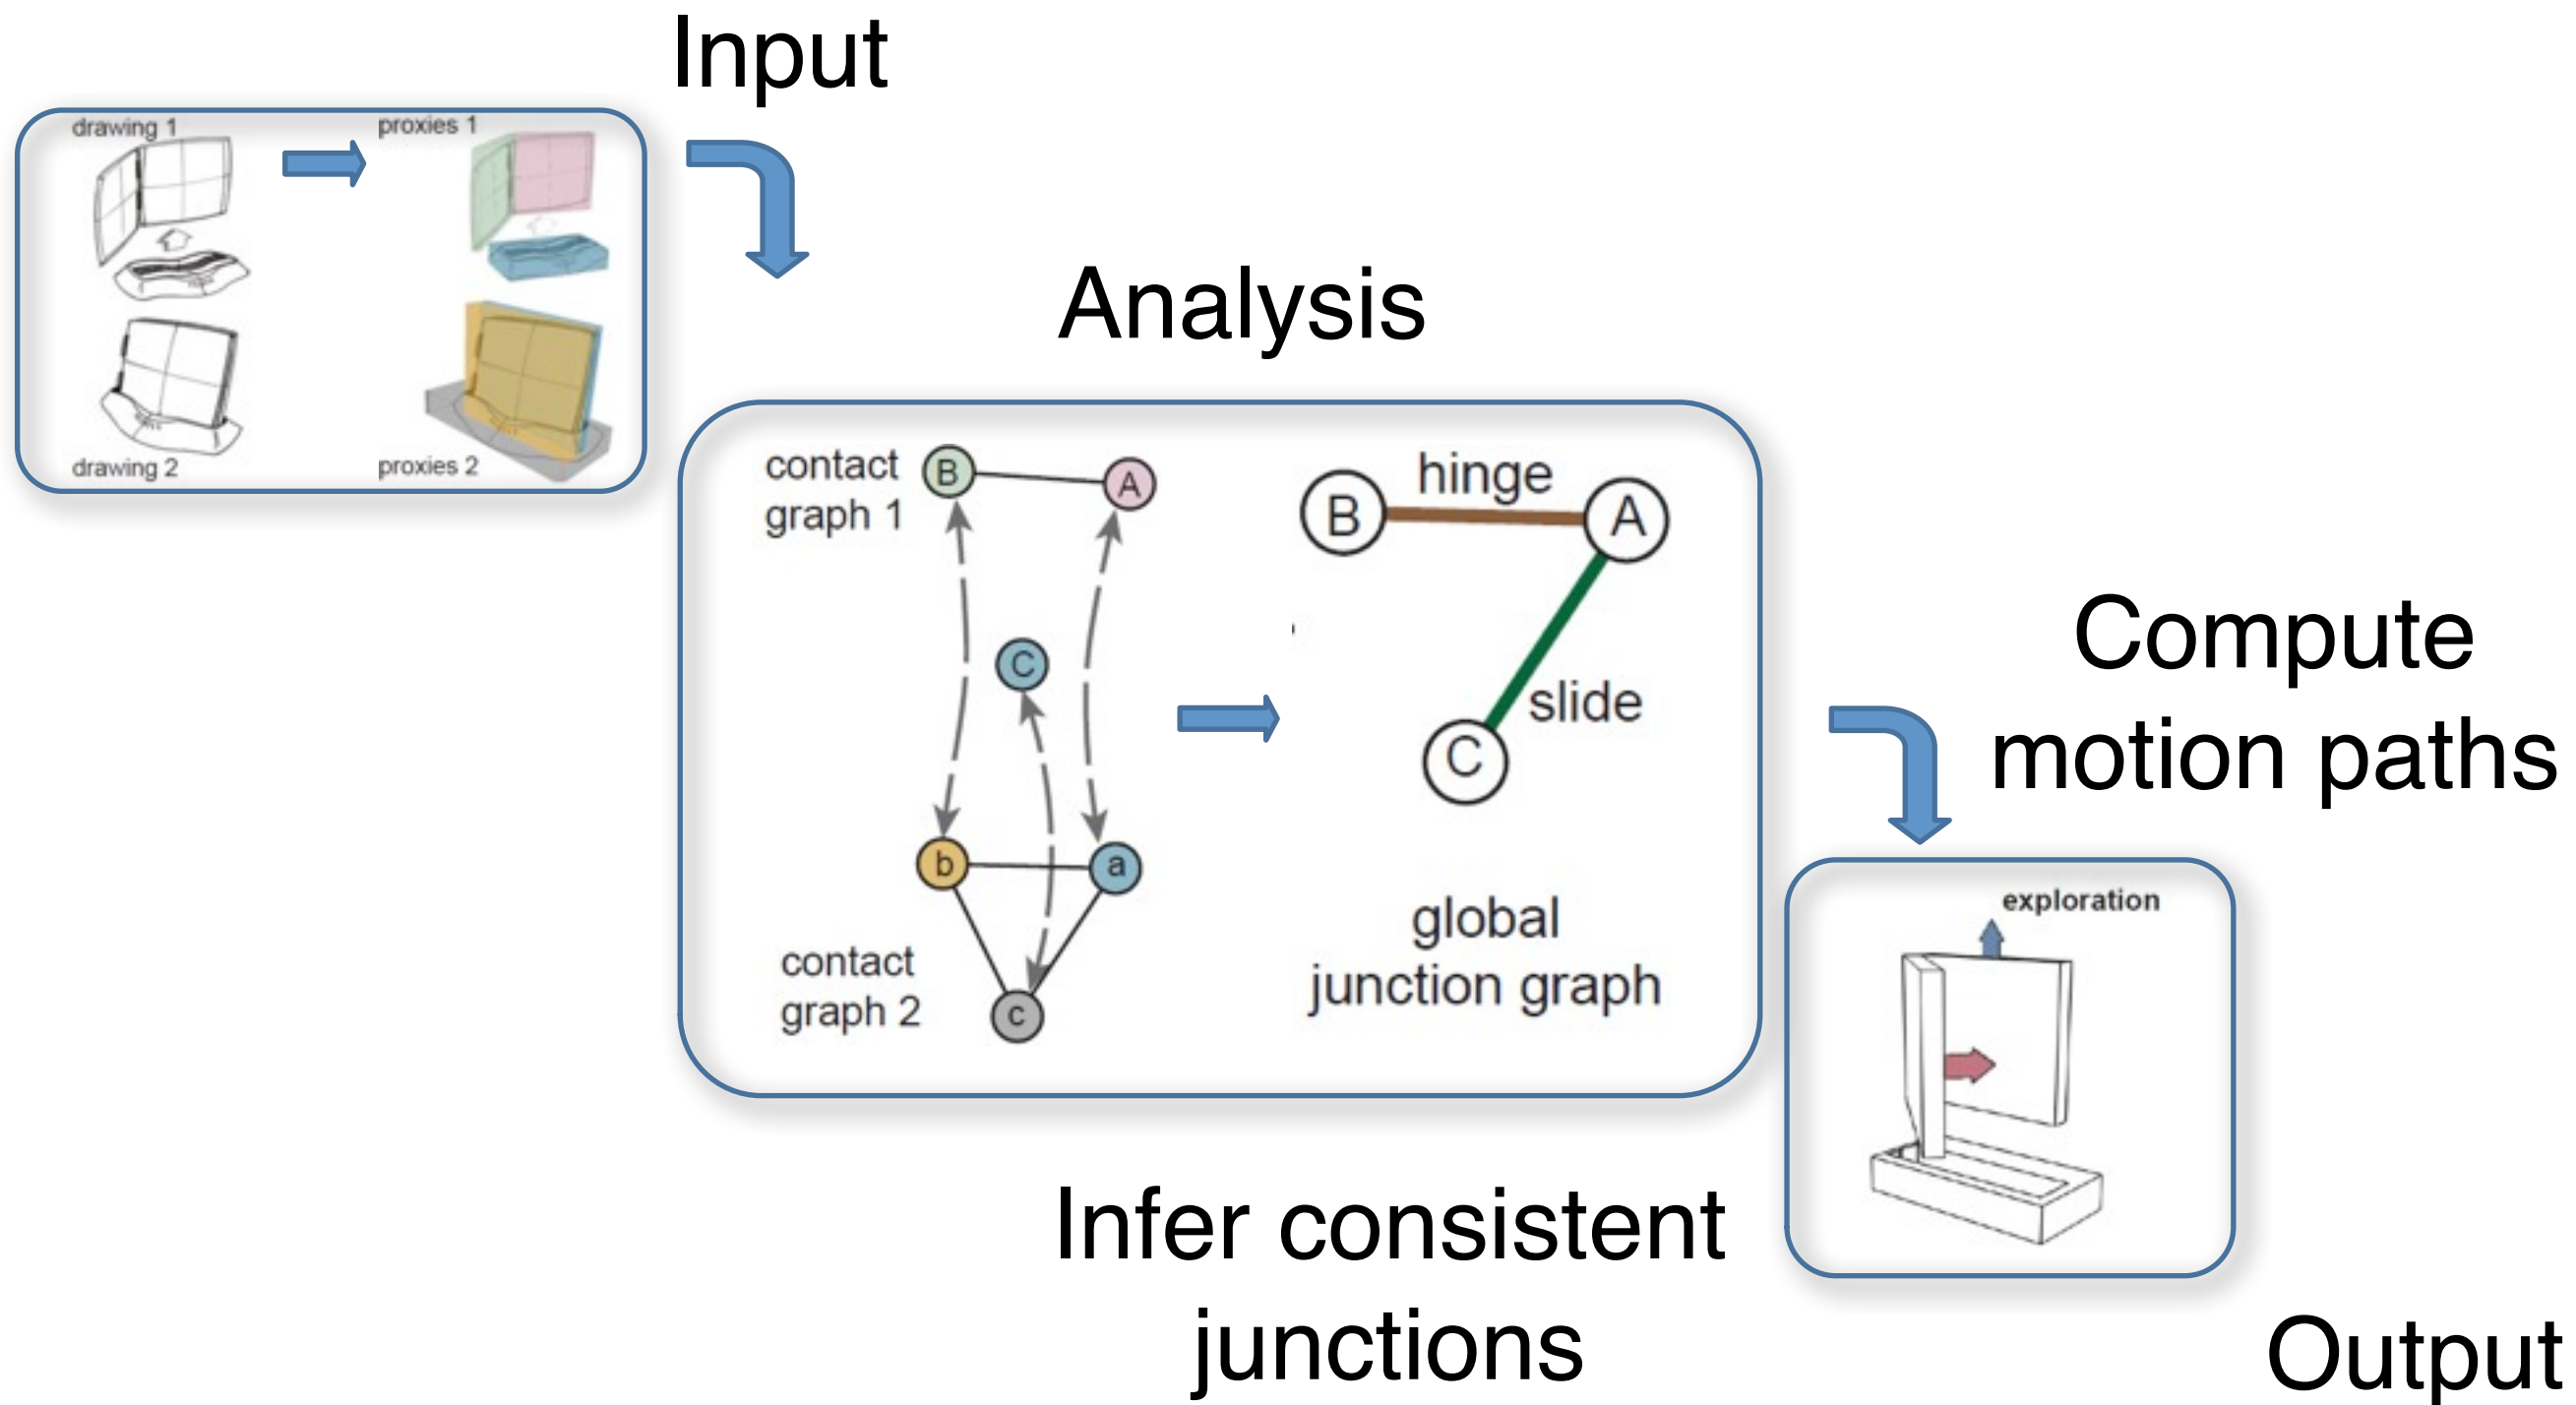 Input
drawing 1
proxies 1
drawing 2
proxies 2
Analysis
contact
graph 1
B
A
C
b
a
c
contact
graph 2
hinge
B
A
slide
C
global
junction graph
Infer consistent
junctions
Compute
motion paths
exploration
Output